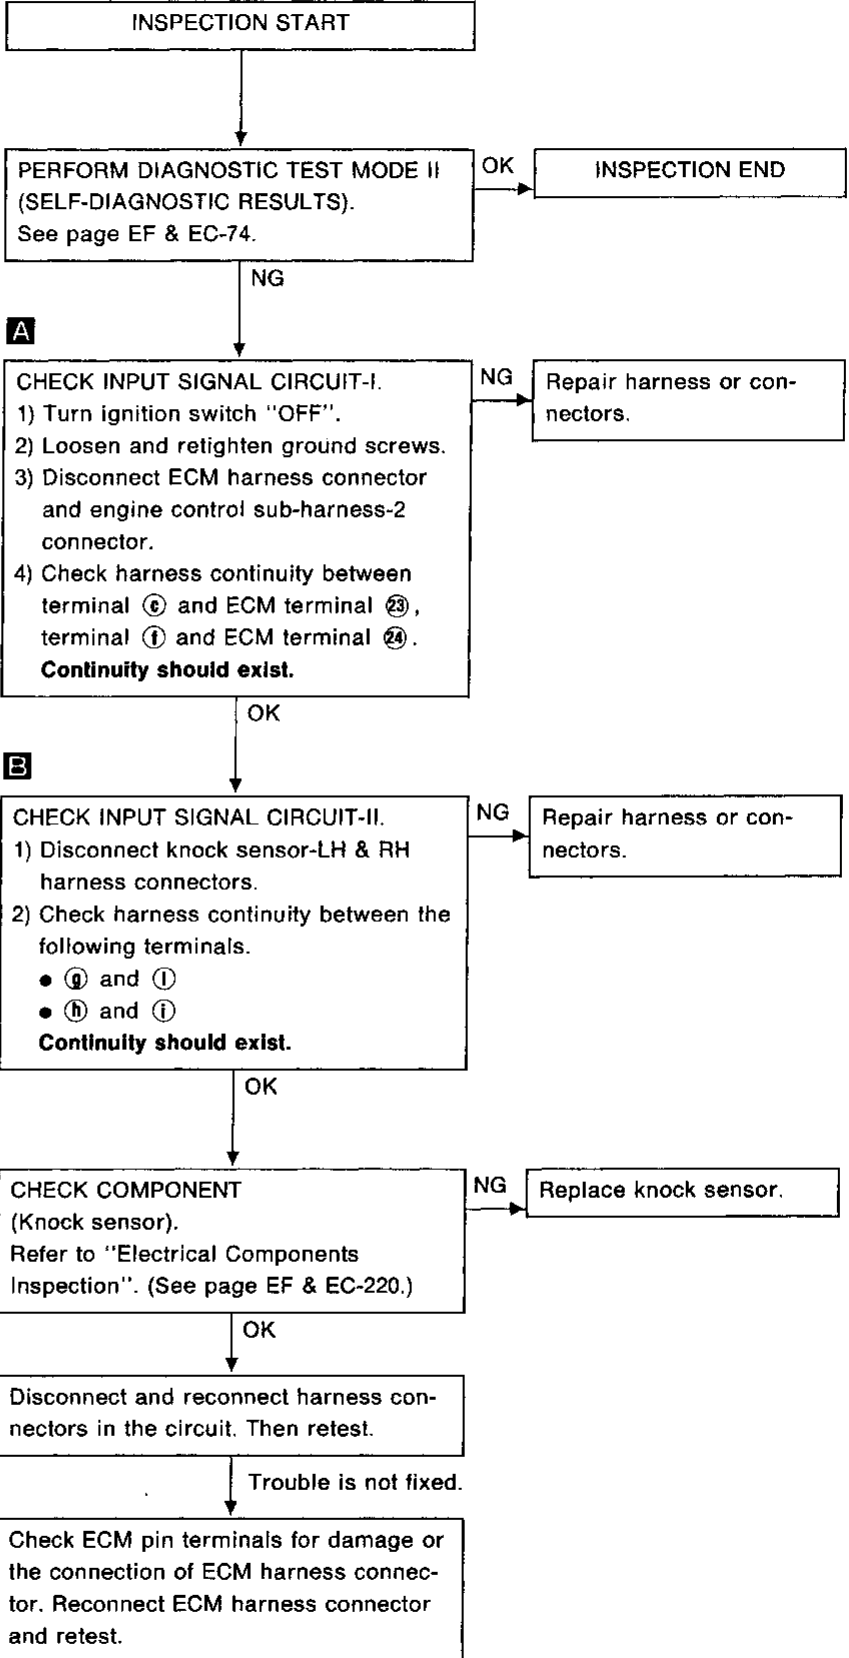 INSPECTION START
PERFORM DIAGNOSTIC TEST MODE II
(SELF-DIAGNOSTIC RESULTS).
See page EF & EC-74.
OK
INSPECTION END
NG
A
CHECK INPUT SIGNAL CIRCUIT-I.
1) Turn ignition switch "OFF".
2) Loosen and retighten ground screws.
3) Disconnect ECM harness connector
and engine control sub-harness-2
connector.
4) Check harness continuity between
terminal ⓔ and ECM terminal ㉓,
terminal ⓕ and ECM terminal ㉔.
Continuity should exist.
NG
Repair harness or con-
nectors.
OK
B
CHECK INPUT SIGNAL CIRCUIT-II.
1) Disconnect knock sensor-LH & RH
harness connectors.
2) Check harness continuity between the
following terminals.
● ⓖ and ⓘ
● ⓗ and ⓙ
Continuity should exist.
NG
Repair harness or con-
nectors.
OK
CHECK COMPONENT
(Knock sensor).
Refer to "Electrical Components
Inspection". (See page EF & EC-220.)
NG
Replace knock sensor.
OK
Disconnect and reconnect harness con-
nectors in the circuit. Then retest.
Trouble is not fixed.
Check ECM pin terminals for damage or
the connection of ECM harness connec-
tor. Reconnect ECM harness connector
and retest.